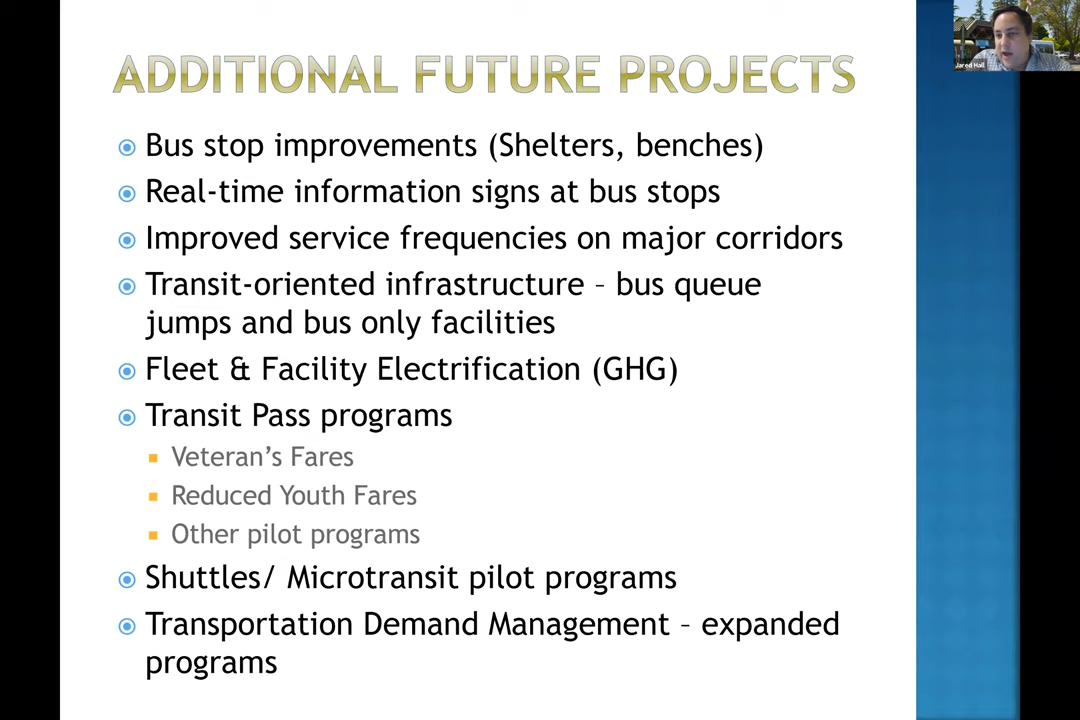 ADDITIONAL FUTURE PROJECTS
Jared Hall
Bus stop improvements (Shelters, benches)
Real-time information signs at bus stops
Improved service frequencies on major corridors
Transit-oriented infrastructure – bus queue
jumps and bus only facilities
Fleet & Facility Electrification (GHG)
Transit Pass programs
Veteran's Fares
Reduced Youth Fares
Other pilot programs
Shuttles/ Microtransit pilot programs
Transportation Demand Management – expanded
programs